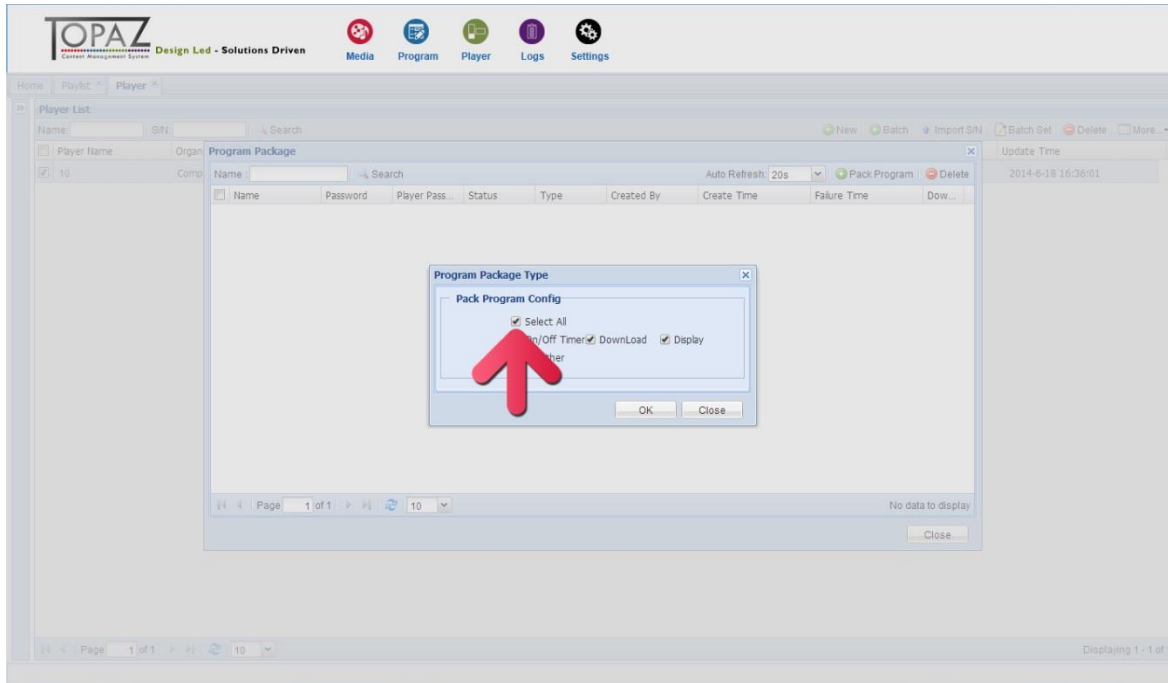 TOPAZ
Content Management System
Design Led - Solutions Driven
Media Program Player Logs Settings
Home Playlist Player
Player List
Name: S/N: Search New Batch Import S/N Batch Set Delete More..
Player Name Organ Update Time
10 Comp 2014-6-18 16:36:01
Program Package
Name : Search Auto Refresh: 20s Pack Program Delete
Name Password Player Pass... Status Type Created By Create Time Failure Time Dow...
Program Package Type
Pack Program Config
Select All
On/Off Timer DownLoad Display
OK Close
Page 1 of 1 10 No data to display
Close
Page 1 of 1 10 Displaying 1 - 1 of